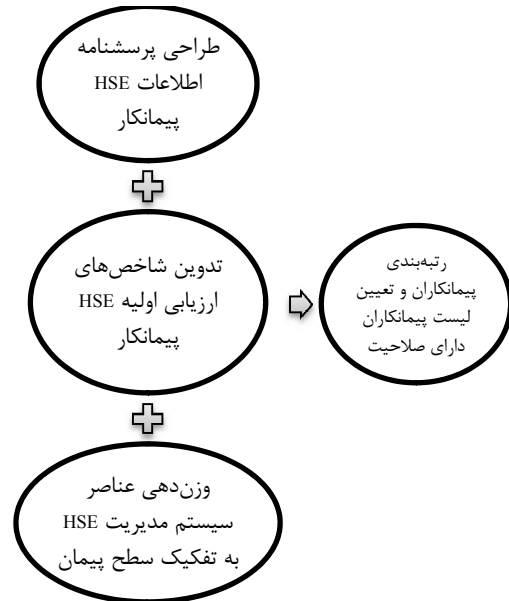 طراحی پرسشنامه
اطلاعات HSE
پیمانکار
تدوین شاخص‌های
ارزیابی اولیه HSE
پیمانکار
رتبه‌بندی
پیمانکاران و تعیین
لیست پیمانکاران
دارای صلاحیت
وزن‌دهی عناصر
سیستم مدیریت HSE
به تفکیک سطح پیمان